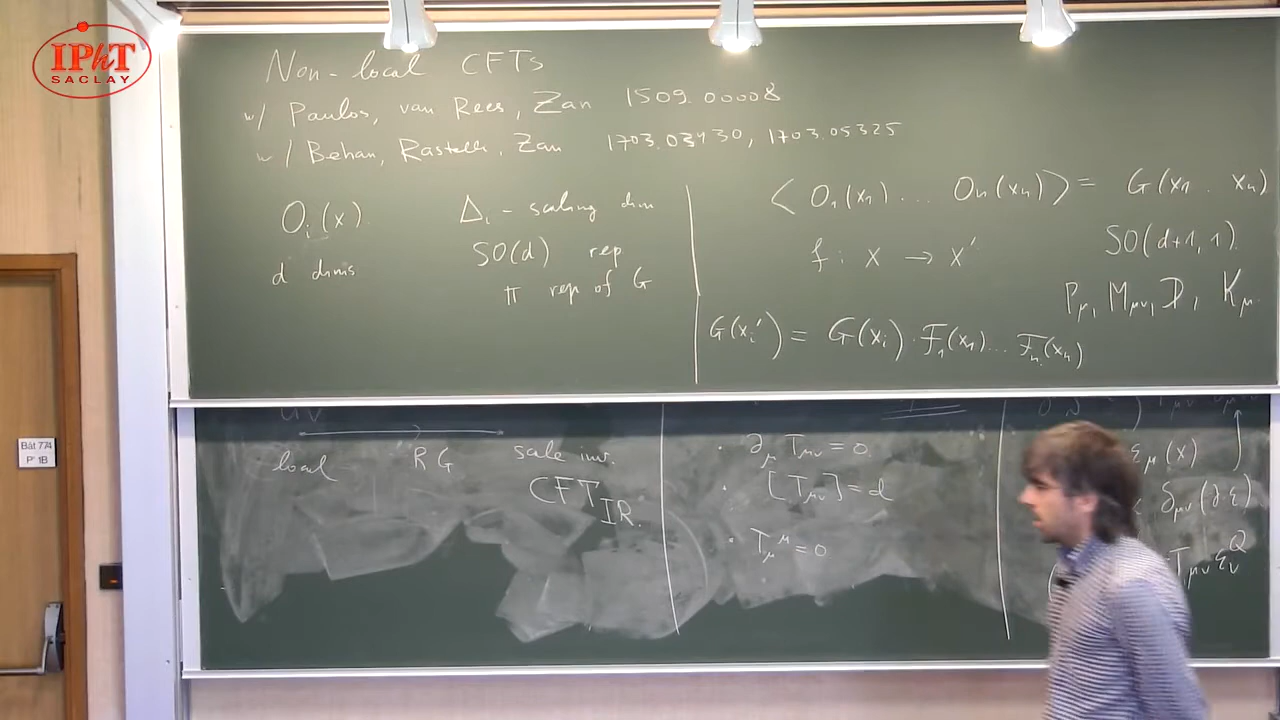 IPhT
SACLAY
Non-local CFTs
w/ Paulos, van Rees, Zan 1509.00008
w/ Behan, Rastelli, Zan 1703.03430, 1703.05325
O_i(x)
d dims
Δ_i - scaling dim
SO(d) rep
π rep of G
< O_1(x_1) ... O_n(x_n) > = G(x_1 . x_n)
f : x → x'
SO(d+1,1)
P_μ, M_μν, D, K_μ.
G(x_i') = G(x_i) . F_1(x_1) ... F_n(x_n)
UV
local
RG
scale inv.
CFT_IR
· ∂_μ T_μν = 0.
· [T_μν] = d
· T_μ^μ = 0
ε_μ(x)
δ_μν(∂ε)
T_μν ε_ν^Q
Bât 774
P 1B